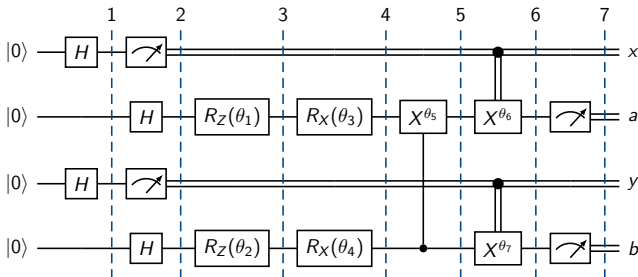 1 2 3 4 5 6 7
|0⟩ H x
|0⟩ H R_Z(θ_1) R_X(θ_3) X^{θ_5} X^{θ_6} a
|0⟩ H y
|0⟩ H R_Z(θ_2) R_X(θ_4) X^{θ_7} b